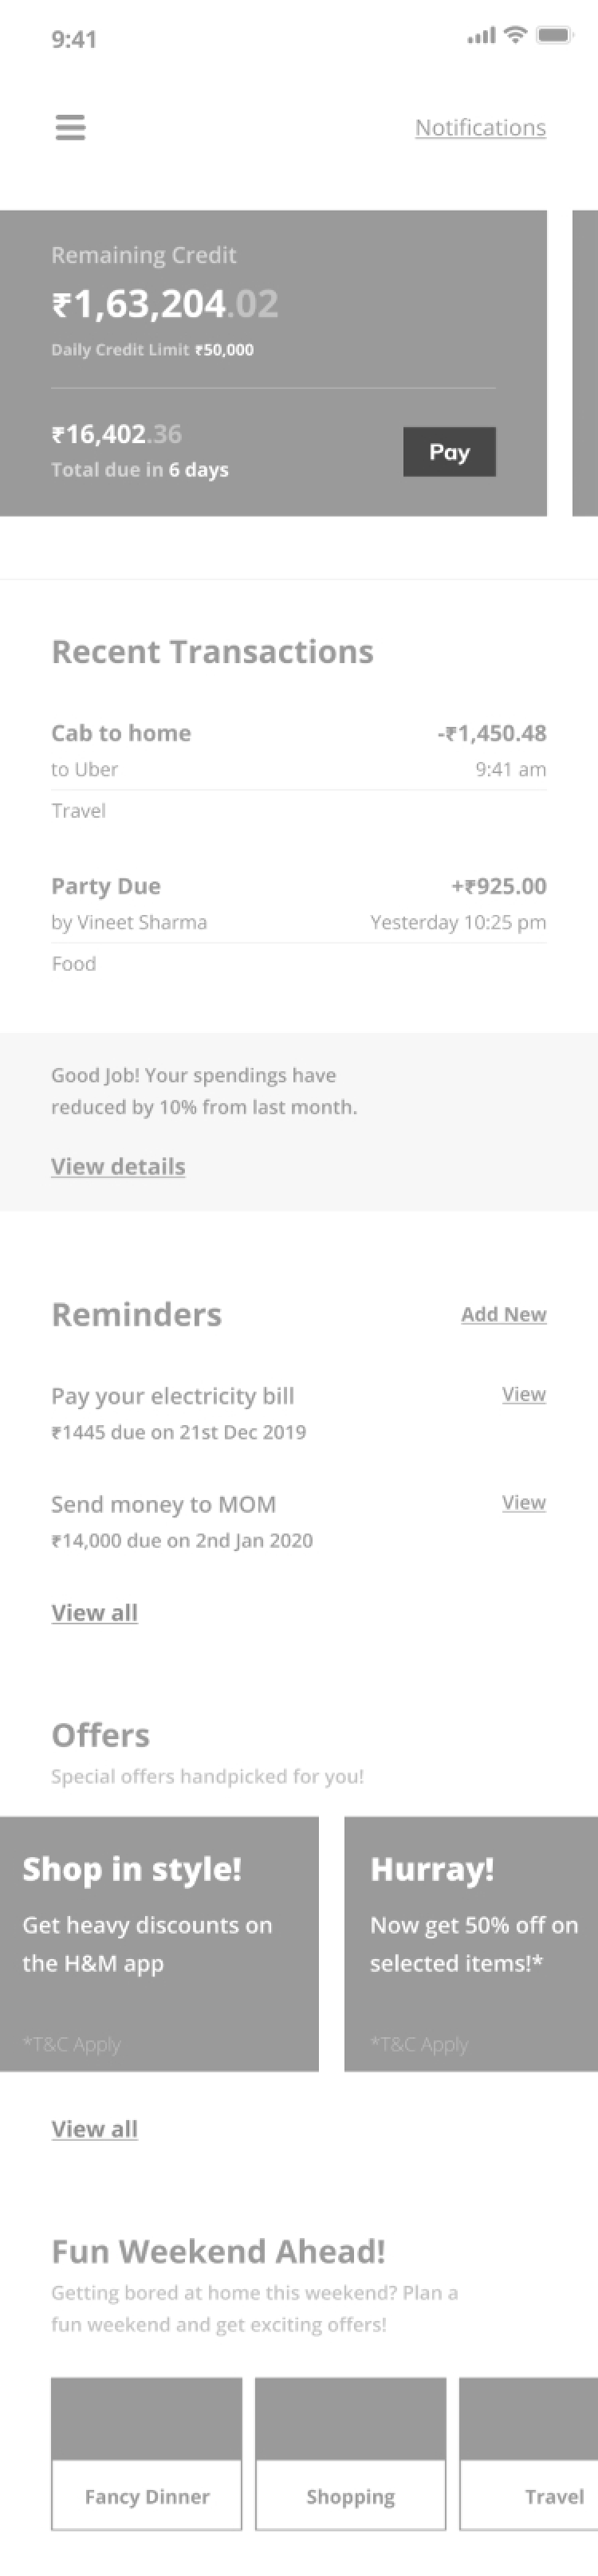 9:41
Notifications
Remaining Credit
₹1,63,204.02
Daily Credit Limit ₹50,000
₹16,402.36
Total due in 6 days
Pay
Recent Transactions
Cab to home -₹1,450.48
to Uber 9:41 am
Travel
Party Due +₹925.00
by Vineet Sharma Yesterday 10:25 pm
Food
Good Job! Your spendings have
reduced by 10% from last month.
View details
Reminders Add New
Pay your electricity bill View
₹1445 due on 21st Dec 2019
Send money to MOM View
₹14,000 due on 2nd Jan 2020
View all
Offers
Special offers handpicked for you!
Shop in style!
Get heavy discounts on
the H&M app
*T&C Apply
Hurray!
Now get 50% off on
selected items!*
*T&C Apply
View all
Fun Weekend Ahead!
Getting bored at home this weekend? Plan a
fun weekend and get exciting offers!
Fancy Dinner
Shopping
Travel